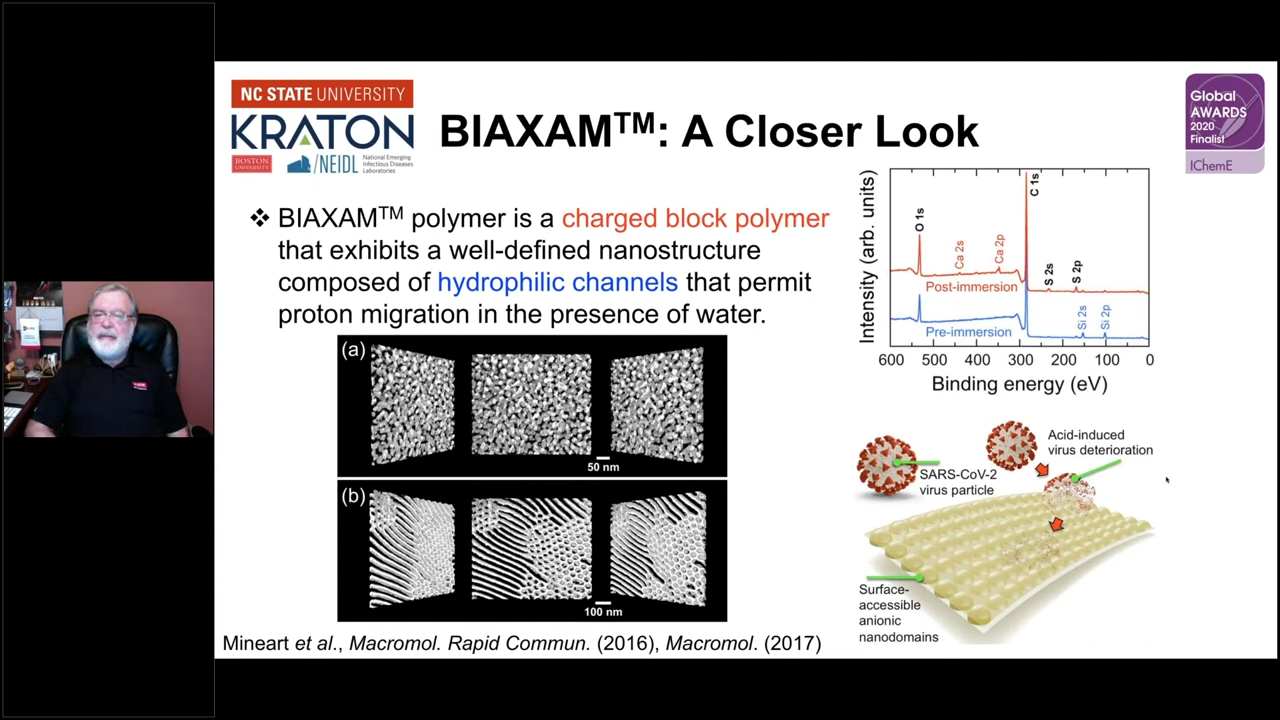 NC STATE UNIVERSITY
KRATON
BOSTON
UNIVERSITY
NEIDL
National Emerging
Infectious Diseases
Laboratories
BIAXAM™: A Closer Look
Global
AWARDS
2020
Finalist
IChemE
❖ BIAXAM™ polymer is a charged block polymer
that exhibits a well-defined nanostructure
composed of hydrophilic channels that permit
proton migration in the presence of water.
(a)
50 nm
(b)
100 nm
Mineart et al., Macromol. Rapid Commun. (2016), Macromol. (2017)
Intensity (arb. units)
O 1s
Ca 2s
Ca 2p
C 1s
S 2s
S 2p
Post-immersion
Si 2s
Si 2p
Pre-immersion
600 500 400 300 200 100 0
Binding energy (eV)
Acid-induced
virus deterioration
SARS-CoV-2
virus particle
Surface-
accessible
anionic
nanodomains